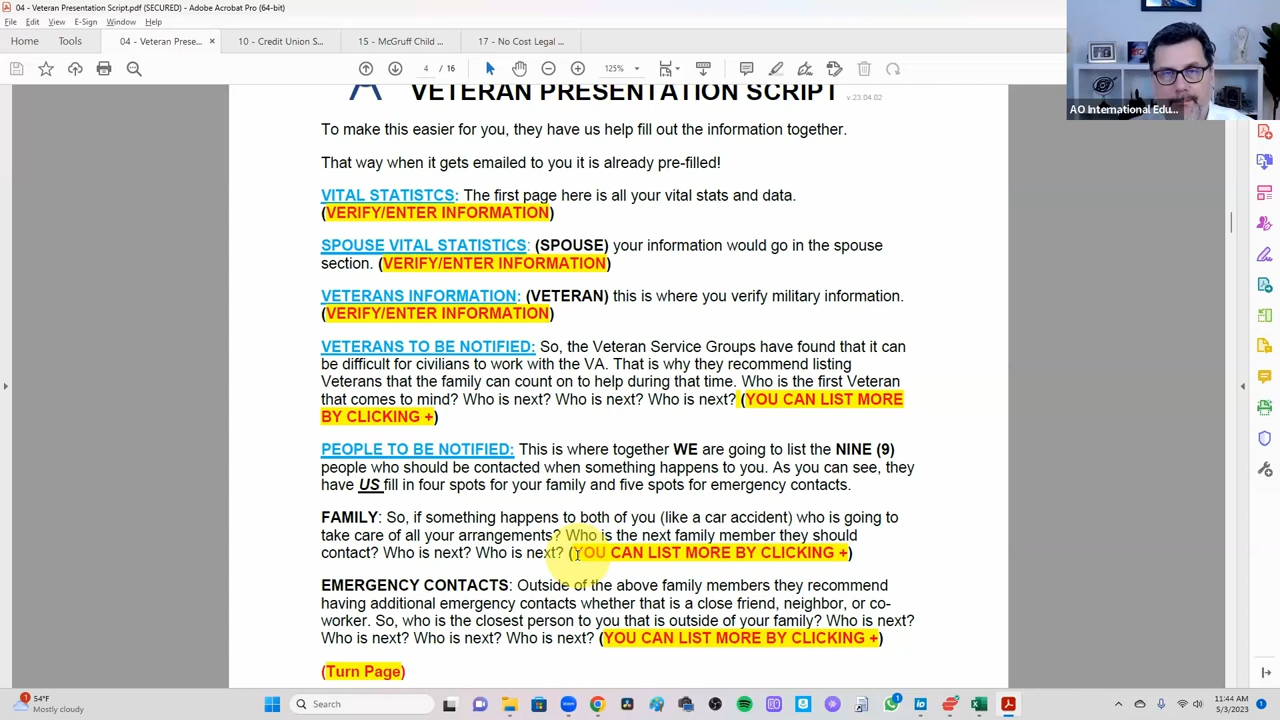 04 - Veteran Presentation Script.pdf (SECURED) - Adobe Acrobat Pro (64-bit)
File Edit View E-Sign Window Help
Home Tools 04 - Veteran Prese... × 10 - Credit Union S... 15 - McGruff Child ... 17 - No Cost Legal ...
4 / 16 125%
AO International Edu...
VETERAN PRESENTATION SCRIPT v.23.04.02
To make this easier for you, they have us help fill out the information together.
That way when it gets emailed to you it is already pre-filled!
VITAL STATISTCS: The first page here is all your vital stats and data.
(VERIFY/ENTER INFORMATION)
SPOUSE VITAL STATISTICS: (SPOUSE) your information would go in the spouse
section. (VERIFY/ENTER INFORMATION)
VETERANS INFORMATION: (VETERAN) this is where you verify military information.
(VERIFY/ENTER INFORMATION)
VETERANS TO BE NOTIFIED: So, the Veteran Service Groups have found that it can
be difficult for civilians to work with the VA. That is why they recommend listing
Veterans that the family can count on to help during that time. Who is the first Veteran
that comes to mind? Who is next? Who is next? Who is next? (YOU CAN LIST MORE
BY CLICKING +)
PEOPLE TO BE NOTIFIED: This is where together WE are going to list the NINE (9)
people who should be contacted when something happens to you. As you can see, they
have US fill in four spots for your family and five spots for emergency contacts.
FAMILY: So, if something happens to both of you (like a car accident) who is going to
take care of all your arrangements? Who is the next family member they should
contact? Who is next? Who is next? (YOU CAN LIST MORE BY CLICKING +)
EMERGENCY CONTACTS: Outside of the above family members they recommend
having additional emergency contacts whether that is a close friend, neighbor, or co-
worker. So, who is the closest person to you that is outside of your family? Who is next?
Who is next? Who is next? Who is next? (YOU CAN LIST MORE BY CLICKING +)
(Turn Page)
54°F
Mostly cloudy
Search
11:44 AM
5/3/2023